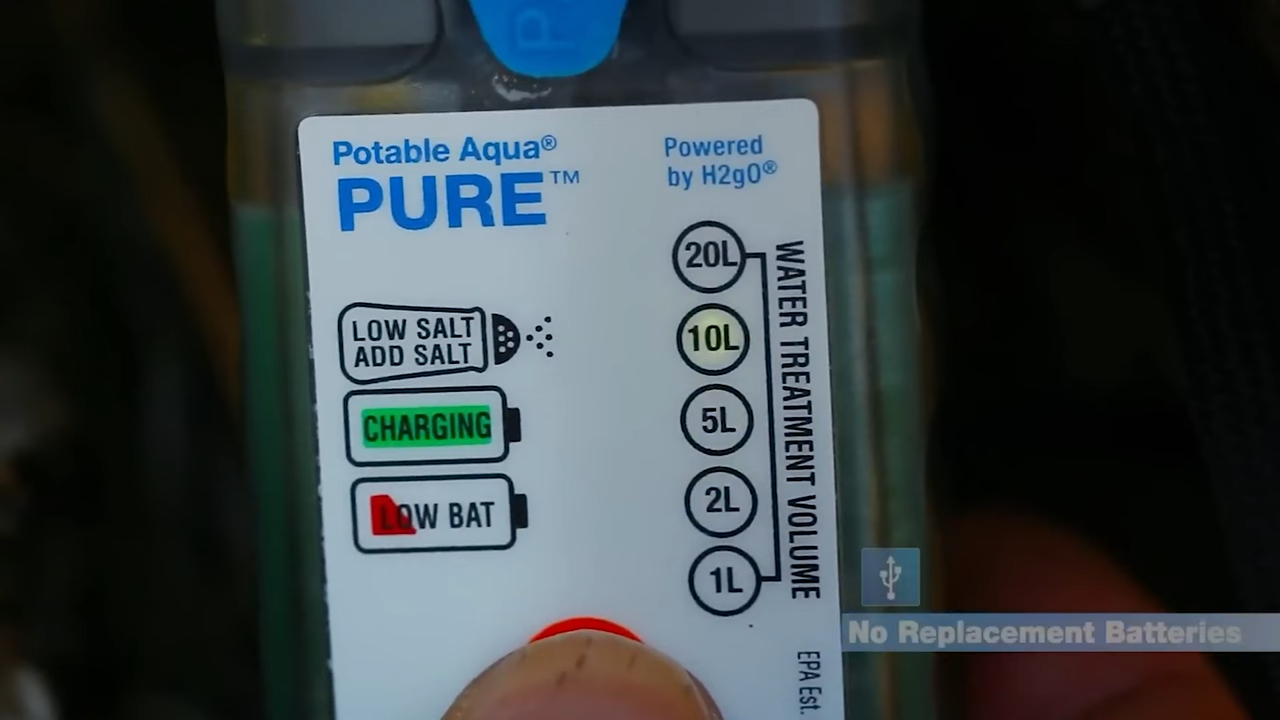 Potable Aqua®
PURE™
Powered
by H2gO®
LOW SALT
ADD SALT
CHARGING
LOW BAT
20L
10L
5L
2L
1L
WATER TREATMENT VOLUME
EPA Est.
No Replacement Batteries